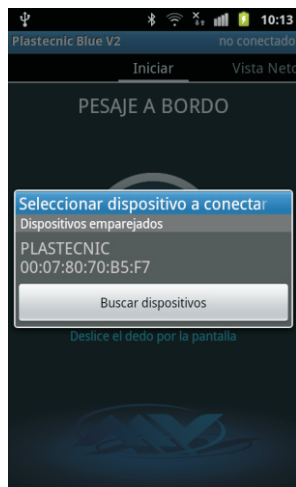 10:13
Plastecnic Blue V2 no conectado
Iniciar Vista Neto
PESAJE A BORDO
Seleccionar dispositivo a conectar
Dispositivos emparejados
PLASTECNIC
00:07:80:70:B5:F7
Buscar dispositivos
Deslice el dedo por la pantalla